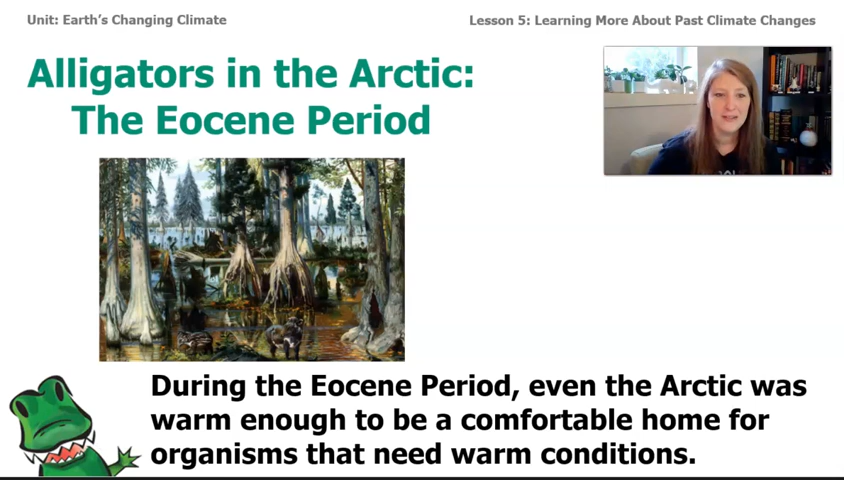 Unit: Earth's Changing Climate
Lesson 5: Learning More About Past Climate Changes
Alligators in the Arctic:
The Eocene Period
During the Eocene Period, even the Arctic was
warm enough to be a comfortable home for
organisms that need warm conditions.